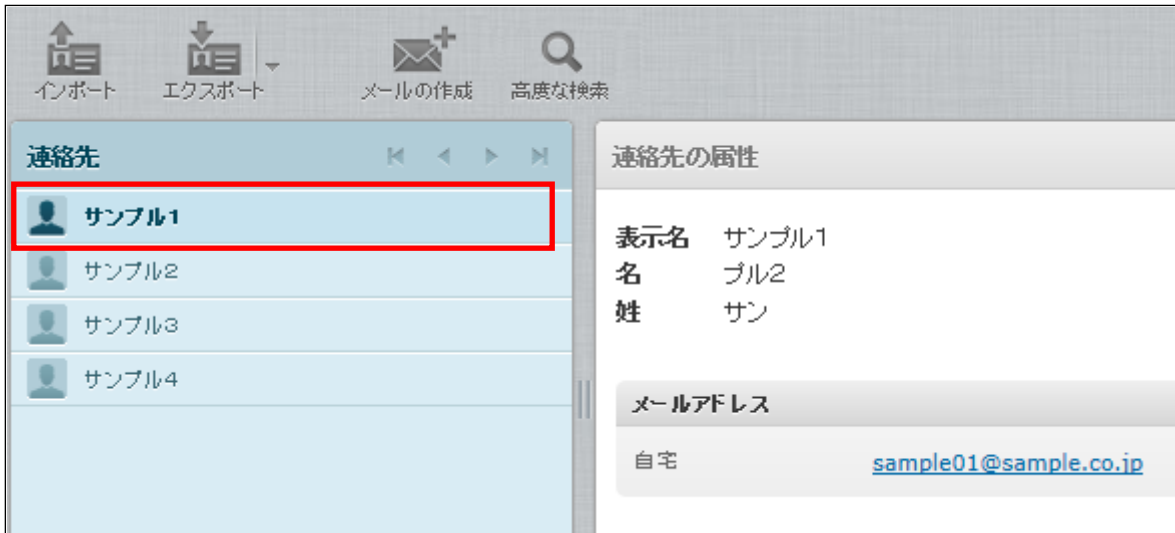 インポート エクスポート メールの作成 高度な検索
連絡先
サンプル1
サンプル2
サンプル3
サンプル4
連絡先の属性
表示名 サンプル1
名 プル2
姓 サン
メールアドレス
自宅 sample01@sample.co.jp